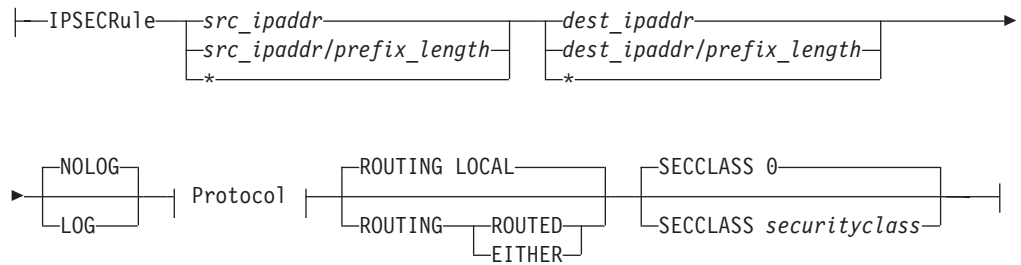 IPSECRule src_ipaddr dest_ipaddr
src_ipaddr/prefix_length dest_ipaddr/prefix_length
* *
NOLOG ROUTING LOCAL SECCLASS 0
Protocol
LOG ROUTING ROUTED SECCLASS securityclass
EITHER